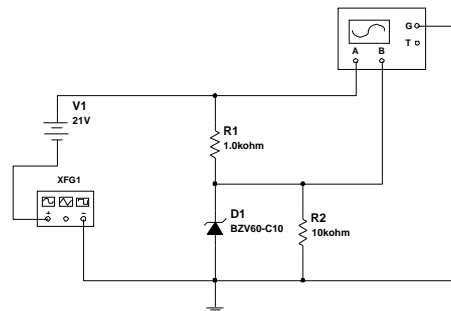 G
T
A B
V1
21V
R1
1.0kohm
XFG1
+ −
D1
BZV60-C10
R2
10kohm